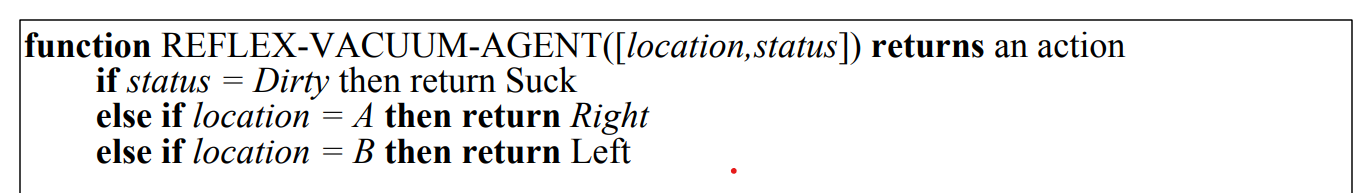 function REFLEX-VACUUM-AGENT([location,status]) returns an action
if status = Dirty then return Suck
else if location = A then return Right
else if location = B then return Left